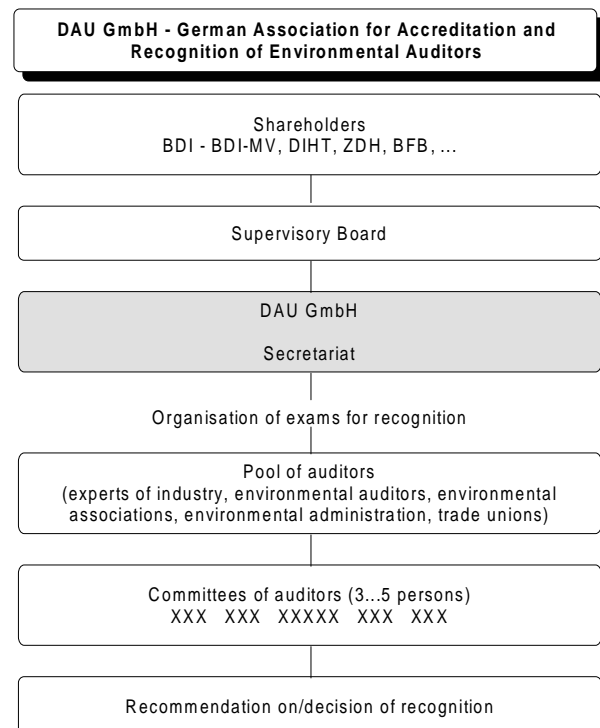 DAU GmbH - German Association for Accreditation and
Recognition of Environmental Auditors
Shareholders
BDI - BDI-MV, DIHT, ZDH, BFB, ...
Supervisory Board
DAU GmbH
Secretariat
Organisation of exams for recognition
Pool of auditors
(experts of industry, environmental auditors, environmental
associations, environmental administration, trade unions)
Committees of auditors (3...5 persons)
XXX XXX XXXXX XXX XXX
Recommendation on/decision of recognition